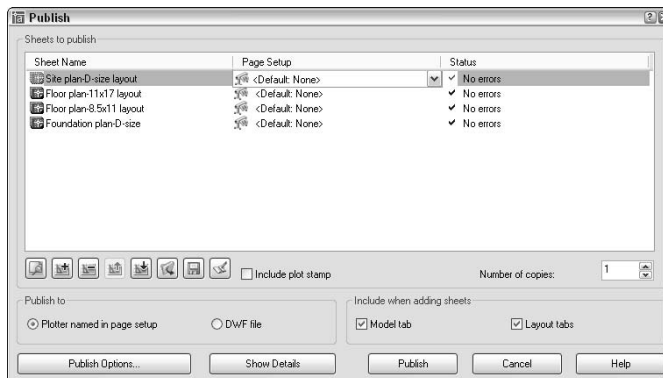 Publish
Sheets to publish
Sheet Name Page Setup Status
Site plan-D-size layout <Default: None> No errors
Floor plan-11x17 layout <Default: None> No errors
Floor plan-8.5x11 layout <Default: None> No errors
Foundation plan-D-size <Default: None> No errors
Include plot stamp Number of copies: 1
Publish to Include when adding sheets
Plotter named in page setup DWF file Model tab Layout tabs
Publish Options... Show Details Publish Cancel Help